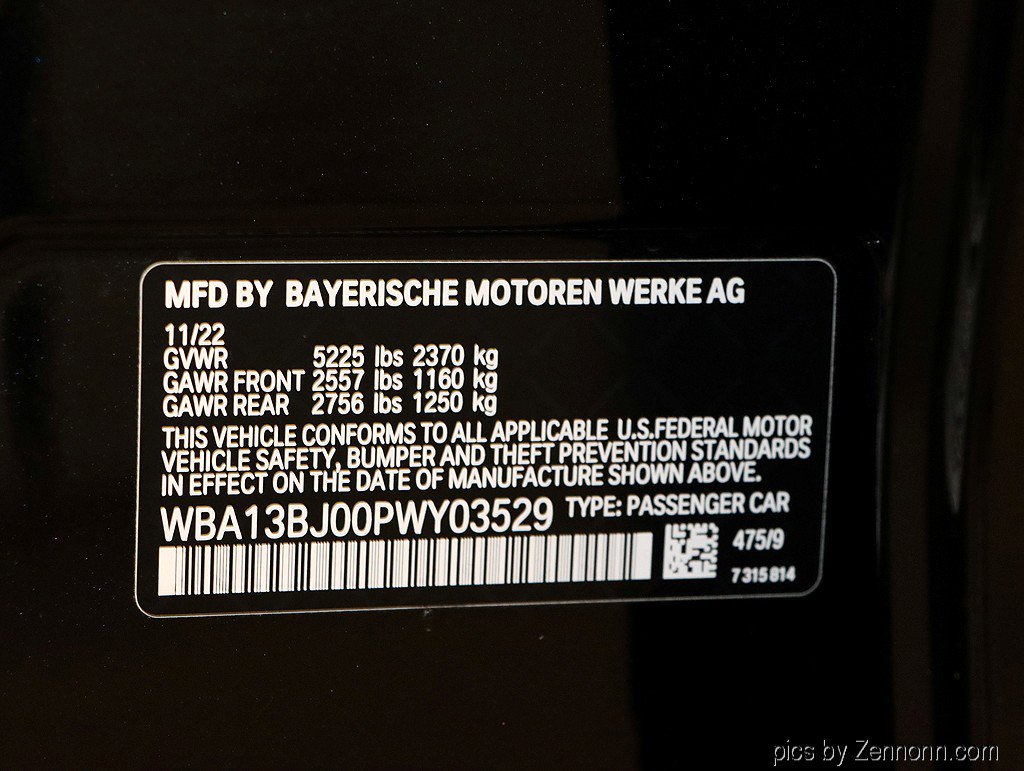 MFD BY BAYERISCHE MOTOREN WERKE AG
11/22
GVWR 5225 lbs 2370 kg
GAWR FRONT 2557 lbs 1160 kg
GAWR REAR 2756 lbs 1250 kg
THIS VEHICLE CONFORMS TO ALL APPLICABLE U.S.FEDERAL MOTOR
VEHICLE SAFETY, BUMPER AND THEFT PREVENTION STANDARDS
IN EFFECT ON THE DATE OF MANUFACTURE SHOWN ABOVE.
WBA13BJ00PWY03529 TYPE: PASSENGER CAR
475/9
7315814
pics by Zennonn.com